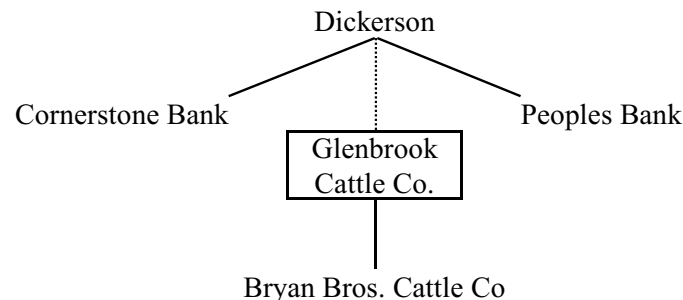 Dickerson
Cornerstone Bank
Peoples Bank
Glenbrook
Cattle Co.
Bryan Bros. Cattle Co